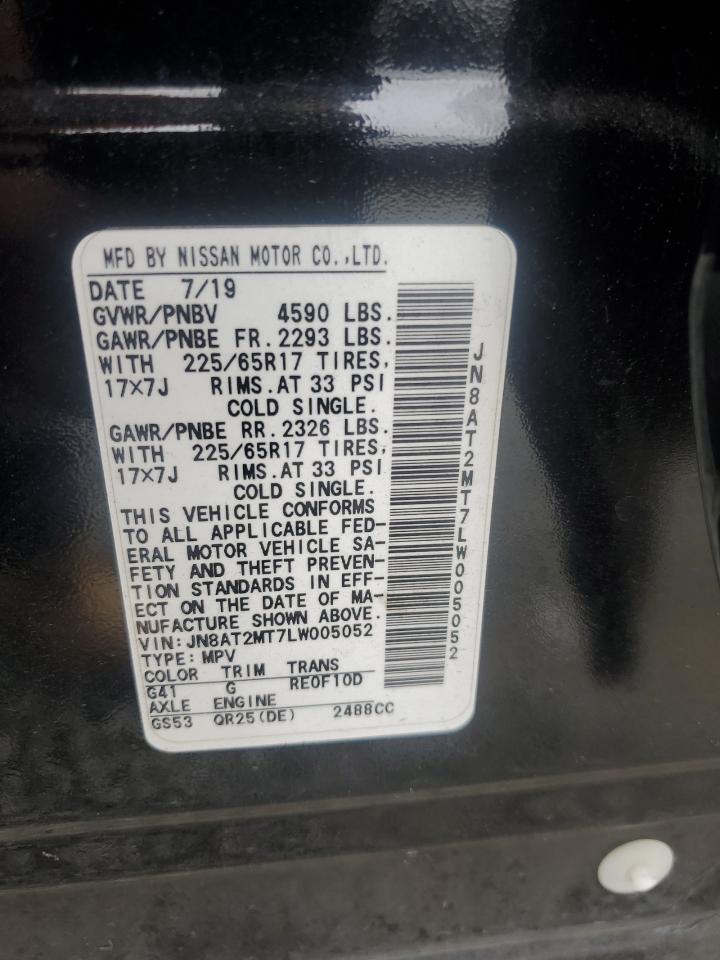 MFD BY NISSAN MOTOR CO.,LTD.
DATE 7/19
GVWR/PNBV 4590 LBS.
GAWR/PNBE FR.2293 LBS.
WITH 225/65R17 TIRES,
17×7J RIMS.AT 33 PSI
COLD SINGLE.
GAWR/PNBE RR.2326 LBS.
WITH 225/65R17 TIRES,
17×7J RIMS.AT 33 PSI
COLD SINGLE.
THIS VEHICLE CONFORMS
TO ALL APPLICABLE FED-
ERAL MOTOR VEHICLE SA-
FETY AND THEFT PREVEN-
TION STANDARDS IN EFF-
ECT ON THE DATE OF MA-
NUFACTURE SHOWN ABOVE.
VIN:JN8AT2MT7LW005052
TYPE:MPV
COLOR TRIM TRANS
G41 G RE0F10D
AXLE ENGINE
GS53 QR25(DE) 2488CC
JN8AT2MT7LW005052